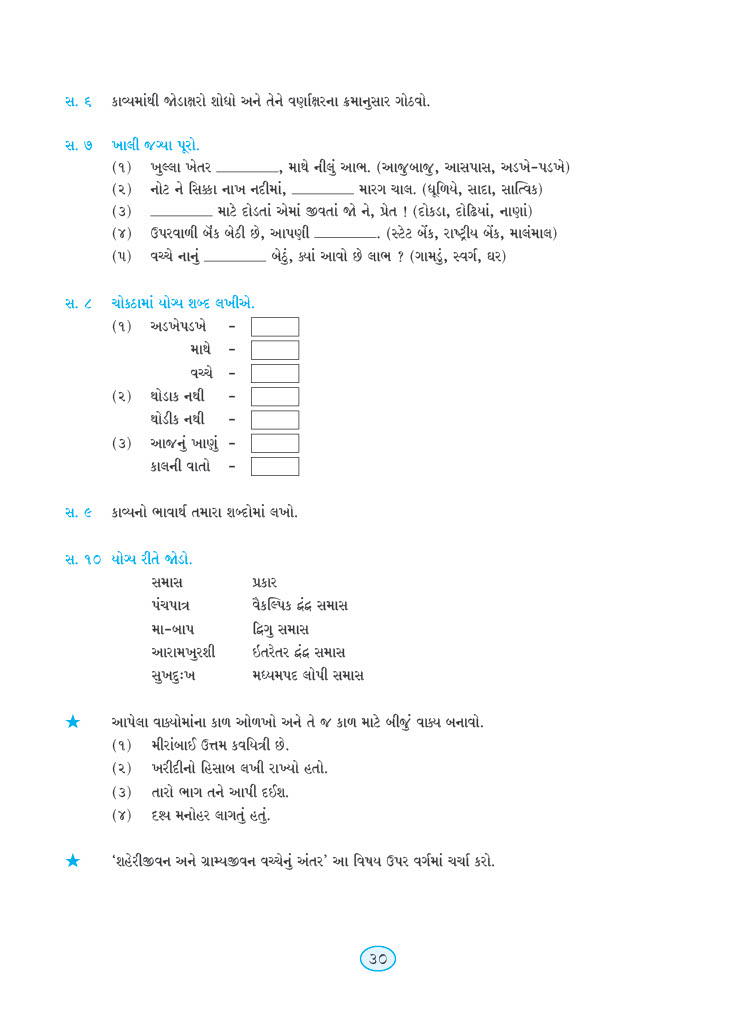 સ. ૬ કાવ્યમાંથી જોડાક્ષરો શોધો અને તેને વર્ણાક્ષરના ક્રમાનુસાર ગોઠવો.
સ. ૭ ખાલી જગ્યા પૂરો.
(૧) ખુલ્લા ખેતર ________, માથે નીલું આભ. (આજુબાજુ, આસપાસ, અડખે-પડખે)
(૨) નોટ ને સિક્કા નાખ નદીમાં, ________ મારગ ચાલ. (ધૂળિયે, સાદા, સાત્વિક)
(૩) ________ માટે દોડતાં એમાં જીવતાં જો ને, પ્રેત ! (દોકડા, દોઢિયાં, નાણાં)
(૪) ઉપરવાળી બૅંક બેઠી છે, આપણી ________. (સ્ટેટ બૅંક, રાષ્ટ્રીય બૅંક, માલંમાલ)
(૫) વચ્ચે નાનું ________ બેઠું, ક્યાં આવો છે લાભ ? (ગામડું, સ્વર્ગ, ઘર)
સ. ૮ ચોકઠામાં યોગ્ય શબ્દ લખીએ.
(૧) અડખેપડખે -
માથે -
વચ્ચે -
(૨) થોડાક નથી -
થોડીક નથી -
(૩) આજનું ખાણું -
કાલની વાતો -
સ. ૯ કાવ્યનો ભાવાર્થ તમારા શબ્દોમાં લખો.
સ. ૧૦ યોગ્ય રીતે જોડો.
સમાસ પ્રકાર
પંચપાત્ર વૈકલ્પિક દ્વંદ્વ સમાસ
મા-બાપ દ્વિગુ સમાસ
આરામખુરશી ઇતરેતર દ્વંદ્વ સમાસ
સુખદુઃખ મધ્યમપદ લોપી સમાસ
★ આપેલા વાક્યોમાંના કાળ ઓળખો અને તે જ કાળ માટે બીજું વાક્ય બનાવો.
(૧) મીરાંબાઈ ઉત્તમ કવયિત્રી છે.
(૨) ખરીદીનો હિસાબ લખી રાખ્યો હતો.
(૩) તારો ભાગ તને આપી દઈશ.
(૪) દશ્ય મનોહર લાગતું હતું.
★ ‘શહેરીજીવન અને ગ્રામ્યજીવન વચ્ચેનું અંતર’ આ વિષય ઉપર વર્ગમાં ચર્ચા કરો.
૩૦